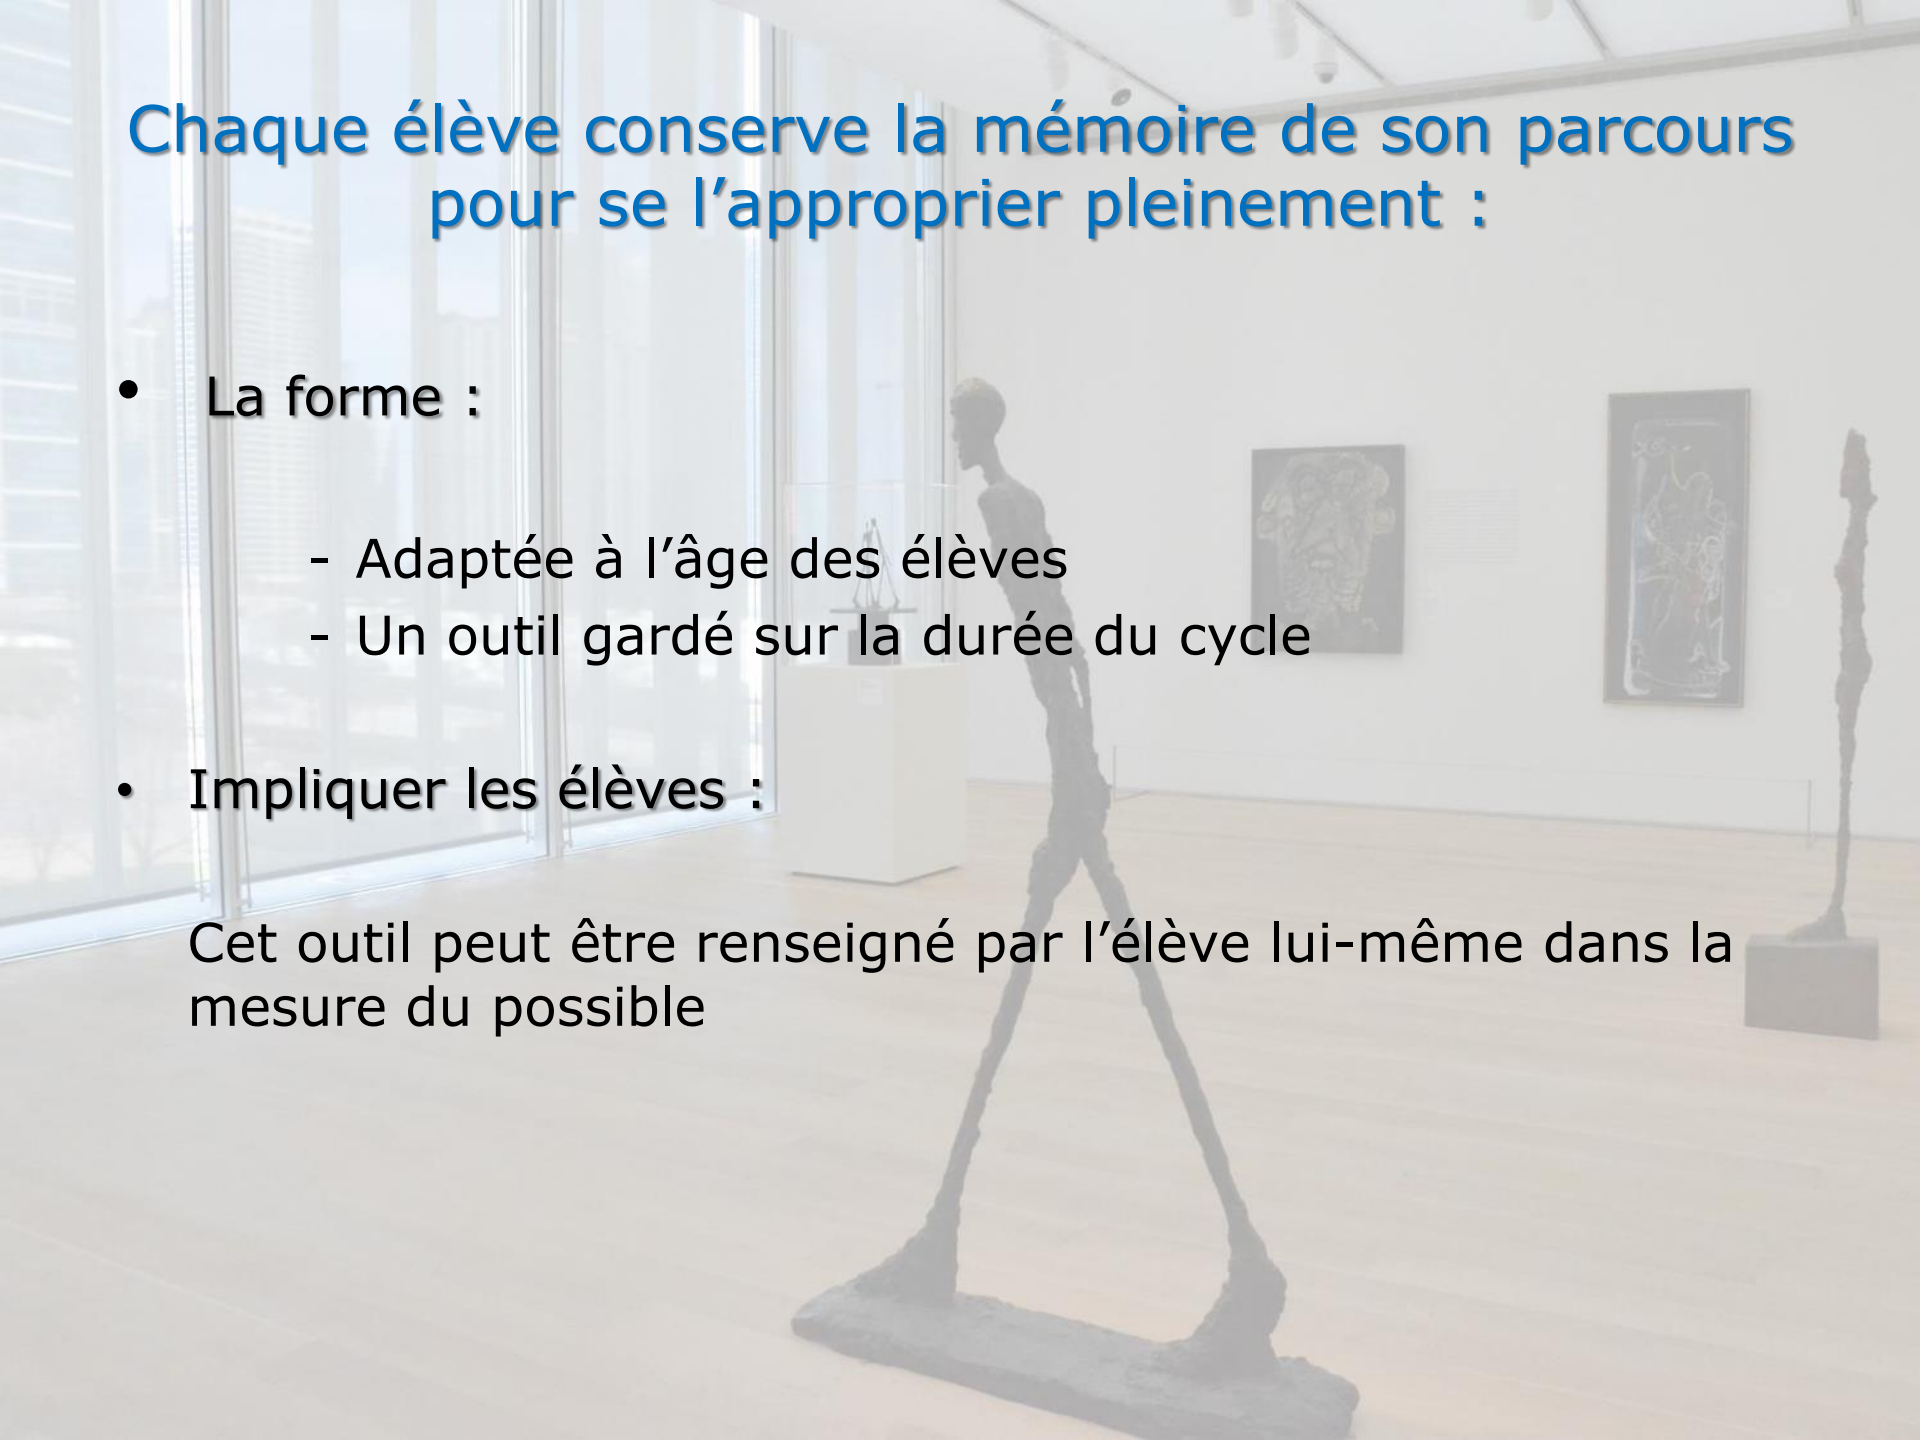 Chaque élève conserve la mémoire de son parcours
pour se l’approprier pleinement :
• La forme :
- Adaptée à l’âge des élèves
- Un outil gardé sur la durée du cycle
• Impliquer les élèves :
Cet outil peut être renseigné par l’élève lui-même dans la
mesure du possible